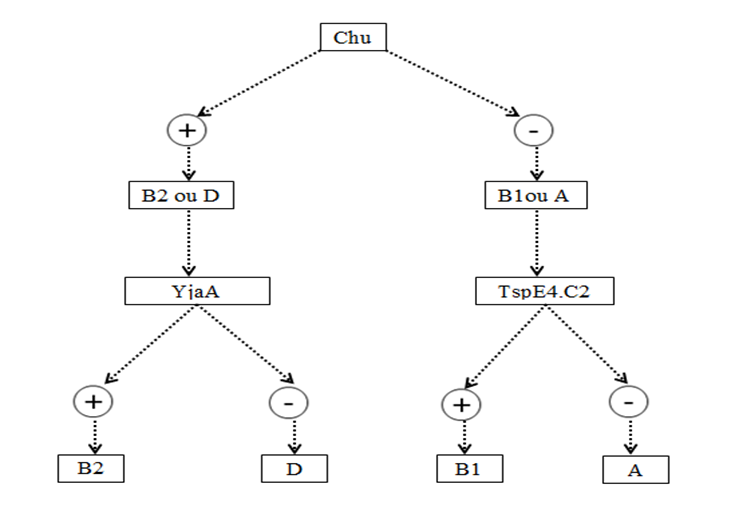 Chu
+ -
B2 ou D B1ou A
YjaA TspE4.C2
+ - + -
B2 D B1 A